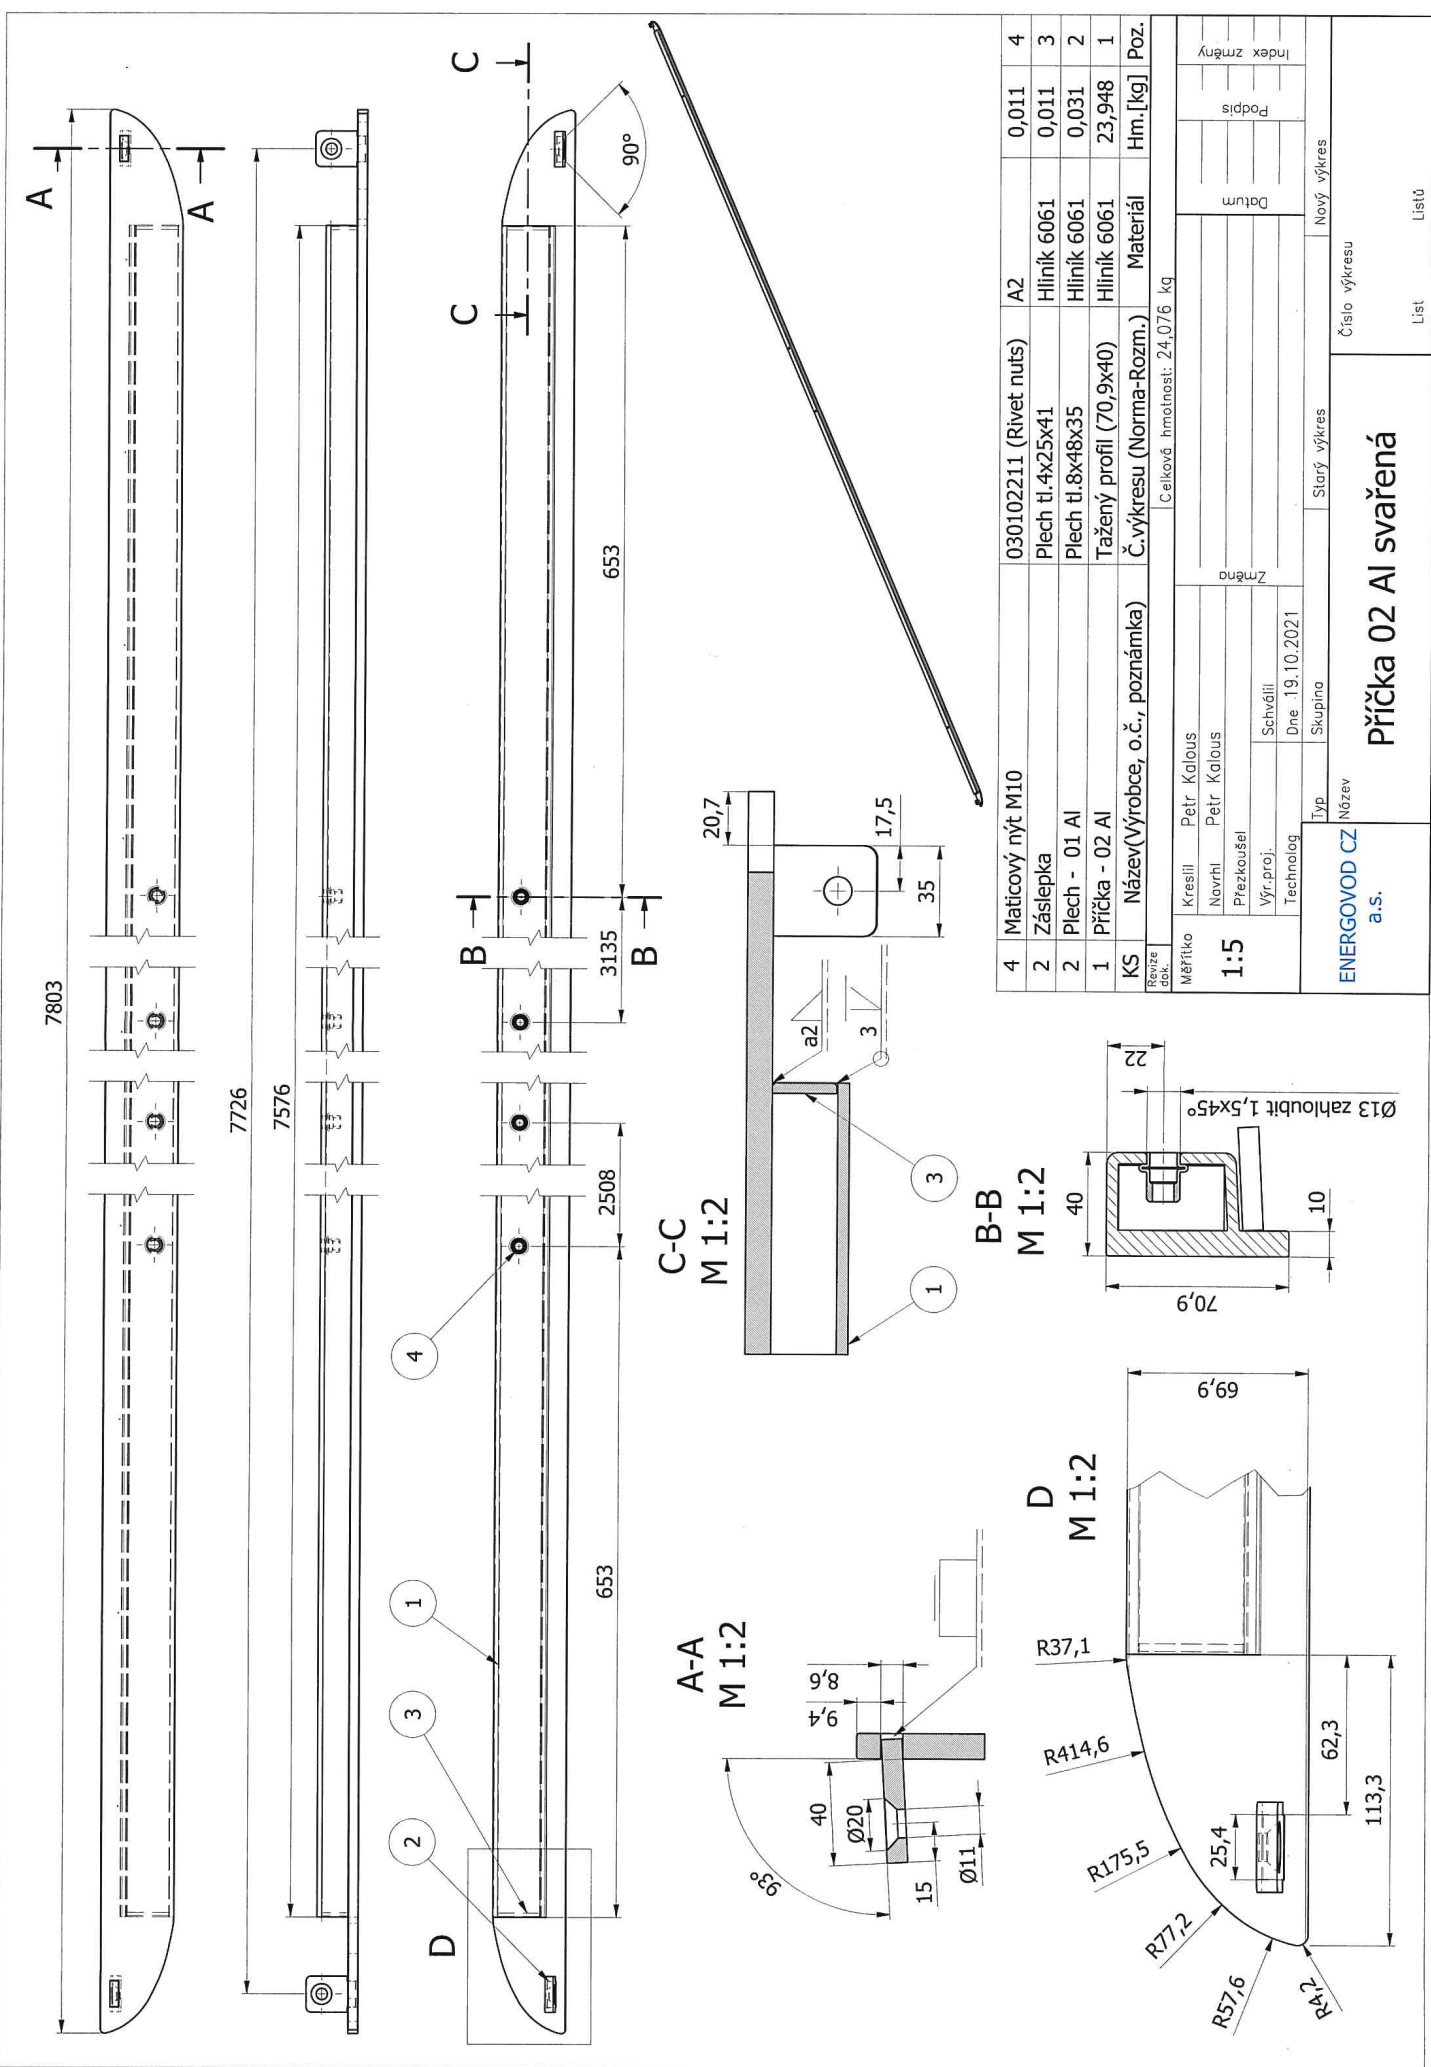 7803
7726
7576
A
A
C
C
90°
653
B
B
3135
2508
653
4
1
3
2
D
C-C
M 1:2
20,7
17,5
35
a2
3
3
1
A-A
M 1:2
9,4
8,6
93°
40
Ø20
15
Ø11
B-B
M 1:2
40
22
Ø13 zahloubit 1,5x45°
70,9
10
D
M 1:2
R37,1
R414,6
R175,5
R77,2
R57,6
R4,2
25,4
62,3
113,3
69,9
4 Maticový nýt M10 030102211 (Rivet nuts) A2 0,011 4
2 Záslepka Plech tl.4x25x41 Hliník 6061 0,011 3
2 Plech - 01 Al Plech tl.8x48x35 Hliník 6061 0,031 2
1 Příčka - 02 Al Tažený profil (70,9x40) Hliník 6061 23,948 1
KS Název(Výrobce, o.č., poznámka) Č.výkresu (Norma-Rozm.) Materiál Hm.[kg] Poz.
Revize dok.
Celková hmotnost: 24,076 kg
Měřítko
1:5
Kreslil Petr Kalous
Navrhl Petr Kalous
Přezkoušel
Výr.proj. Schválil
Technolog Dne 19.10.2021
Změna
Datum
Podpis
Index změny
ENERGOVOD CZ
a.s.
Typ Skupina Starý výkres Nový výkres
Název
Příčka 02 Al svařená
Číslo výkresu
List Listů